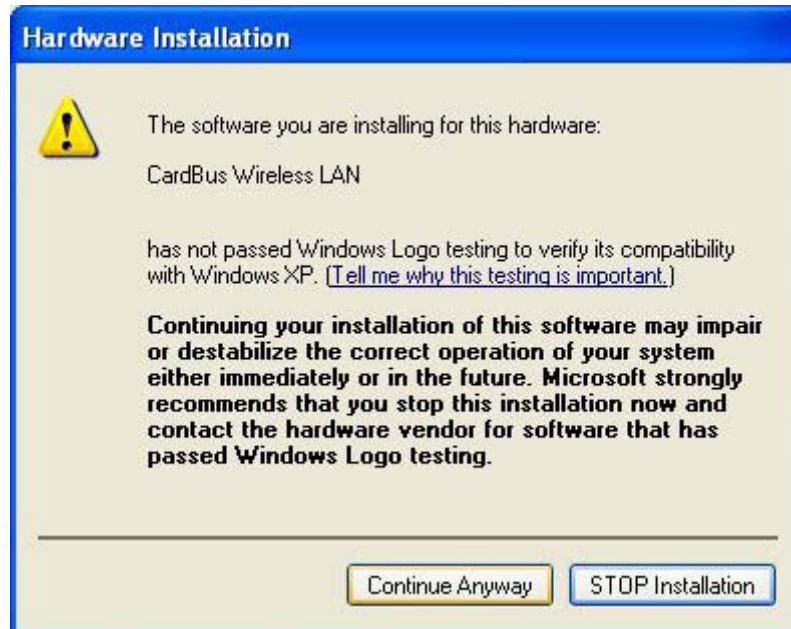 Hardware Installation
The software you are installing for this hardware:
CardBus Wireless LAN
has not passed Windows Logo testing to verify its compatibility
with Windows XP. (Tell me why this testing is important.)
Continuing your installation of this software may impair
or destabilize the correct operation of your system
either immediately or in the future. Microsoft strongly
recommends that you stop this installation now and
contact the hardware vendor for software that has
passed Windows Logo testing.
Continue Anyway
STOP Installation